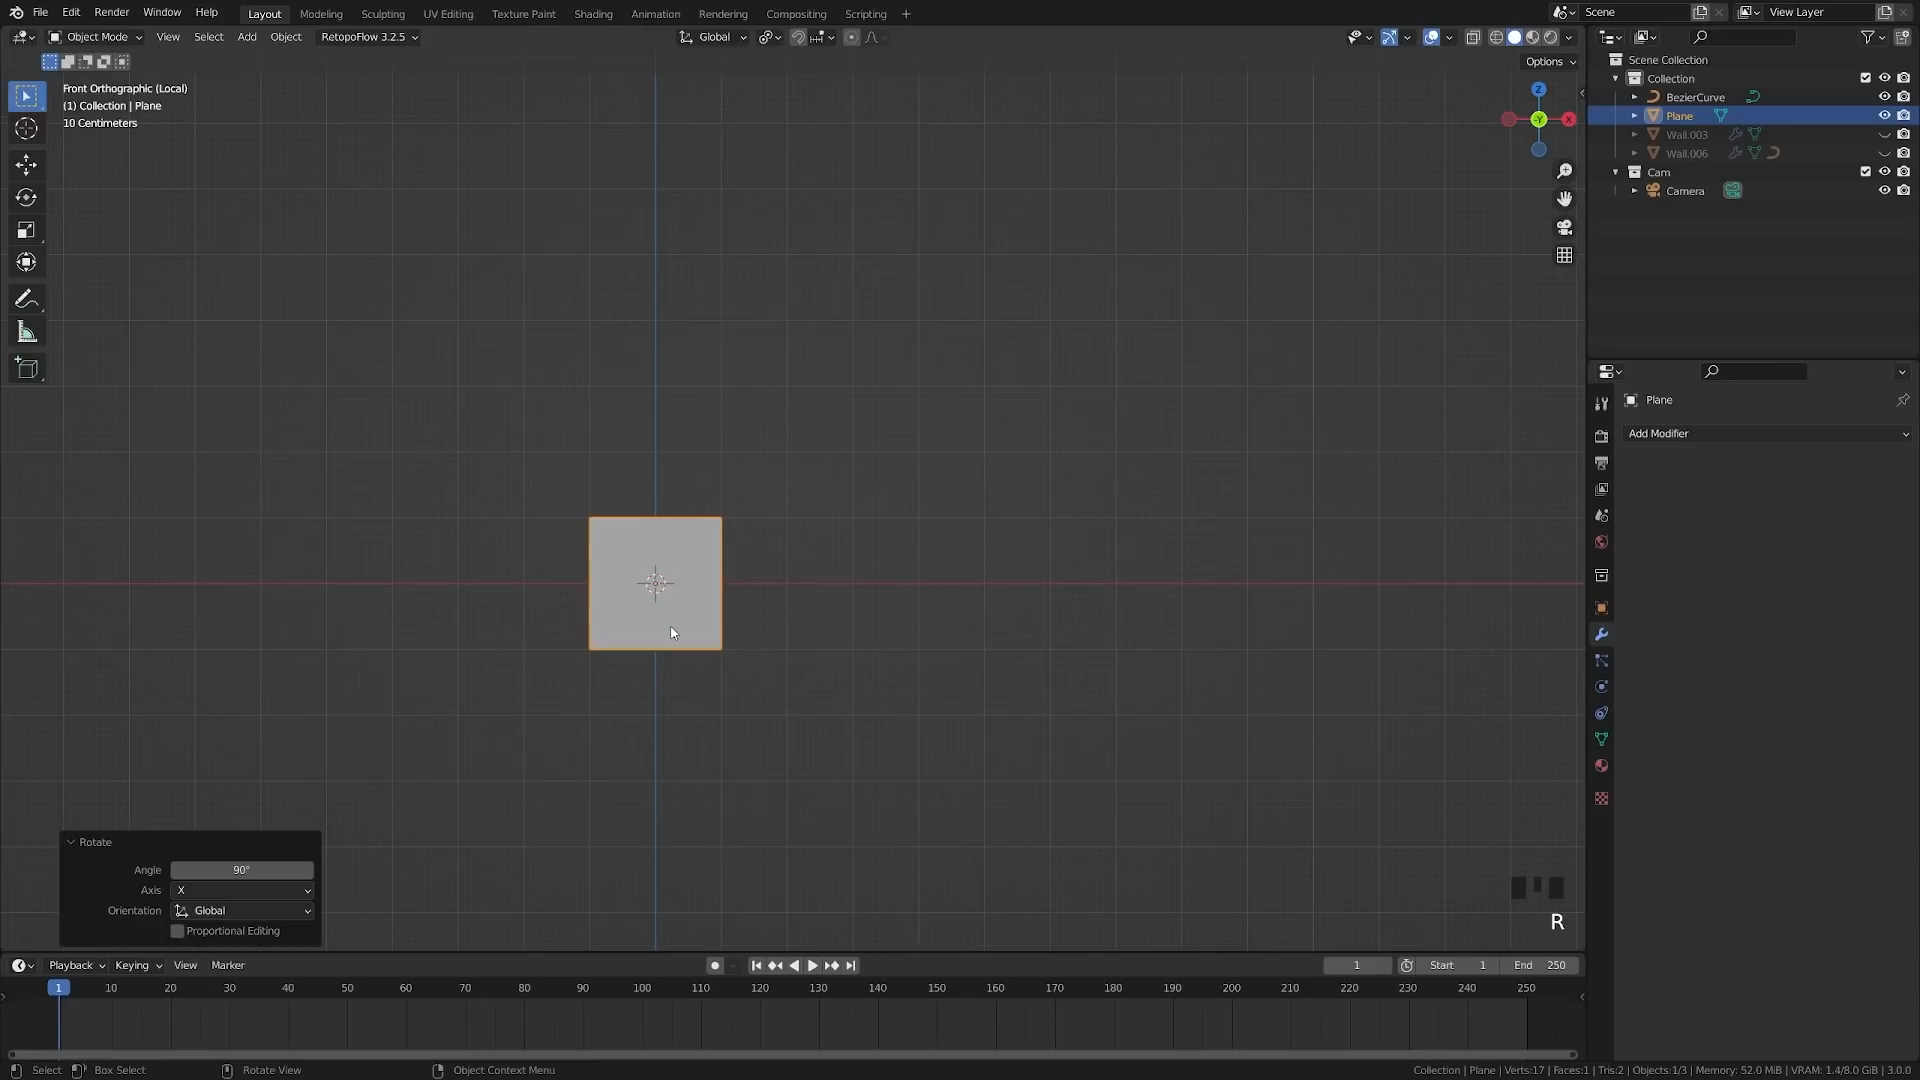 File Edit Render Window Help Layout Modeling Sculpting UV Editing Texture Paint Shading Animation Rendering Compositing Scripting + Scene View Layer
Object Mode View Select Add Object RetopoFlow 3.2.5 Global
Options
Front Orthographic (Local)
(1) Collection | Plane
10 Centimeters
Z
-Y
X
Scene Collection
Collection
BezierCurve
Plane
Wall.003
Wall.006
Cam
Camera
Plane
Add Modifier
Rotate
Angle 90°
Axis X
Orientation Global
Proportional Editing
R
Playback Keying View Marker 1 Start 1 End 250
1 10 20 30 40 50 60 70 80 90 100 110 120 130 140 150 160 170 180 190 200 210 220 230 240 250
Select Box Select Rotate View Object Context Menu Collection | Plane | Verts:17 | Faces:1 | Tris:2 | Objects:1/3 | Memory: 52.0 MiB | VRAM: 1.4/8.0 GiB | 3.0.0